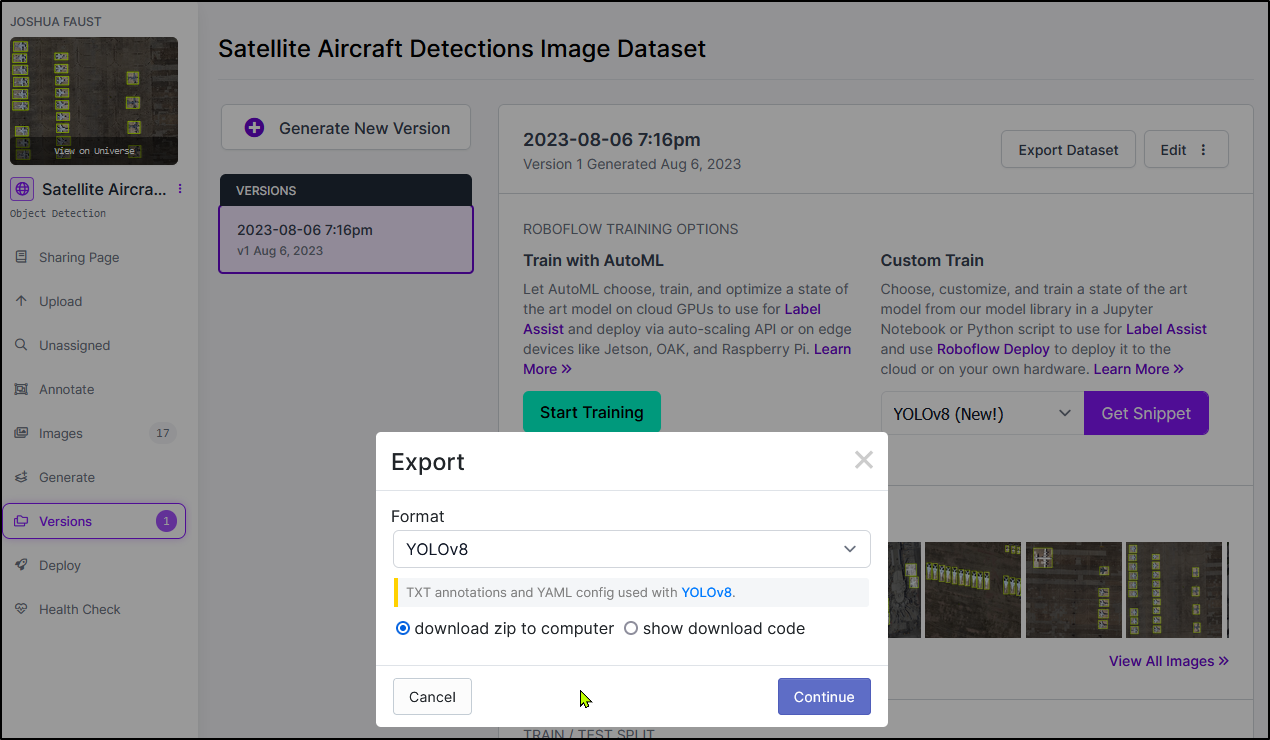 JOSHUA FAUST
View on Universe
Satellite Aircra...
Object Detection
Sharing Page
Upload
Unassigned
Annotate
Images 17
Generate
Versions 1
Deploy
Health Check
Satellite Aircraft Detections Image Dataset
Generate New Version
VERSIONS
2023-08-06 7:16pm
v1 Aug 6, 2023
2023-08-06 7:16pm
Version 1 Generated Aug 6, 2023
Export Dataset
Edit
ROBOFLOW TRAINING OPTIONS
Train with AutoML
Let AutoML choose, train, and optimize a state of
the art model on cloud GPUs to use for Label
Assist and deploy via auto-scaling API or on edge
devices like Jetson, OAK, and Raspberry Pi. Learn
More »
Start Training
Custom Train
Choose, customize, and train a state of the art
model from our model library in a Jupyter
Notebook or Python script to use for Label Assist
and use Roboflow Deploy to deploy it to the
cloud or on your own hardware. Learn More »
YOLOv8 (New!)
Get Snippet
Export
Format
YOLOv8
TXT annotations and YAML config used with YOLOv8.
download zip to computer show download code
Cancel
Continue
View All Images »
TRAIN / TEST SPLIT